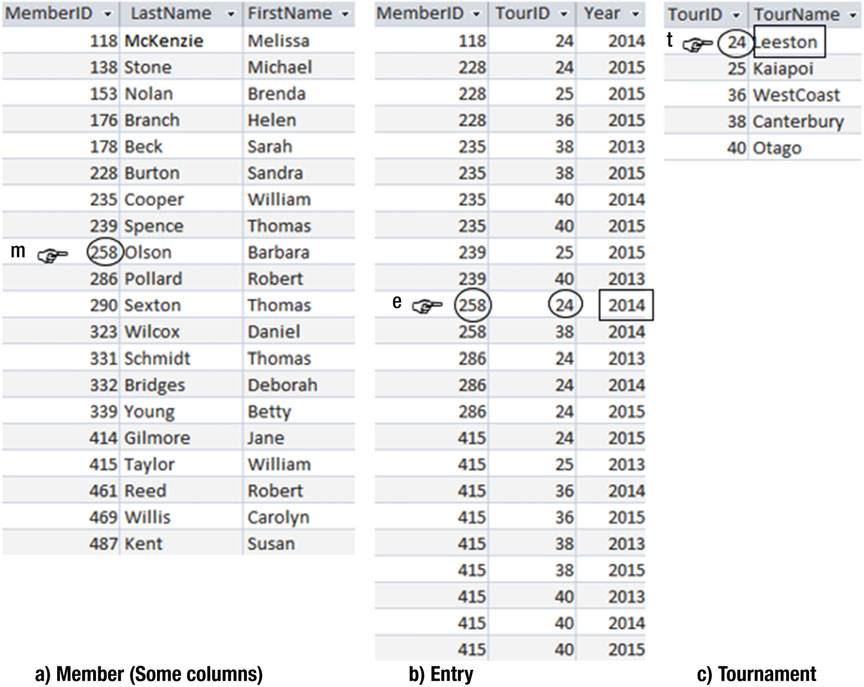 MemberID LastName FirstName
118 McKenzie Melissa
138 Stone Michael
153 Nolan Brenda
176 Branch Helen
178 Beck Sarah
228 Burton Sandra
235 Cooper William
239 Spence Thomas
m 258 Olson Barbara
286 Pollard Robert
290 Sexton Thomas
323 Wilcox Daniel
331 Schmidt Thomas
332 Bridges Deborah
339 Young Betty
414 Gilmore Jane
415 Taylor William
461 Reed Robert
469 Willis Carolyn
487 Kent Susan
a) Member (Some columns)
MemberID TourID Year
118 24 2014
228 24 2015
228 25 2015
228 36 2015
235 38 2013
235 38 2015
235 40 2014
235 40 2015
239 25 2015
239 40 2013
e 258 24 2014
258 38 2014
286 24 2013
286 24 2014
286 24 2015
415 24 2015
415 25 2013
415 36 2014
415 36 2015
415 38 2013
415 38 2015
415 40 2013
415 40 2014
415 40 2015
b) Entry
TourID TourName
t 24 Leeston
25 Kaiapoi
36 WestCoast
38 Canterbury
40 Otago
c) Tournament